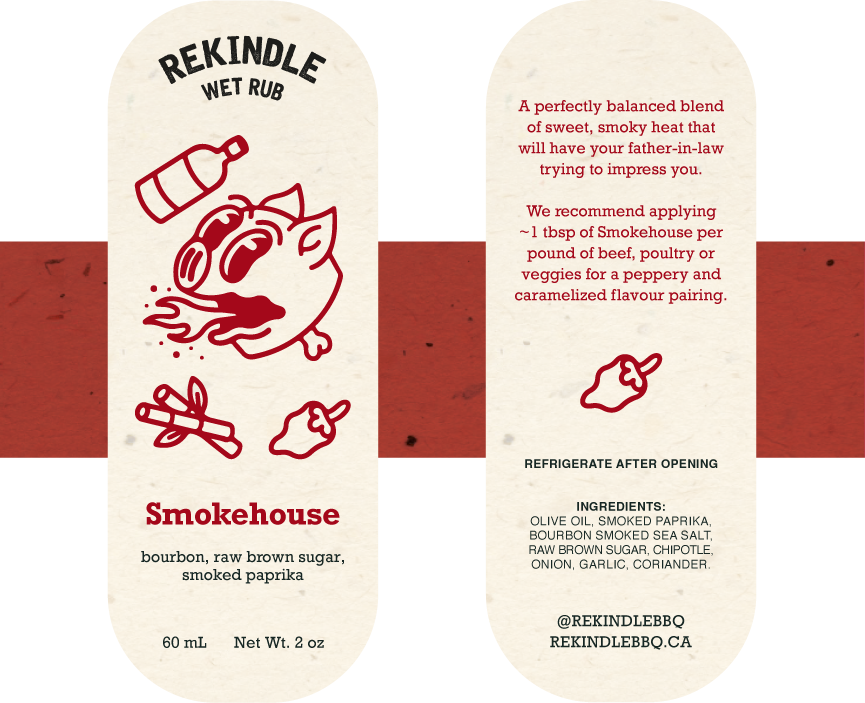 REKINDLE
WET RUB
Smokehouse
bourbon, raw brown sugar,
smoked paprika
60 mL Net Wt. 2 oz
A perfectly balanced blend
of sweet, smoky heat that
will have your father-in-law
trying to impress you.
We recommend applying
~1 tbsp of Smokehouse per
pound of beef, poultry or
veggies for a peppery and
caramelized flavour pairing.
REFRIGERATE AFTER OPENING
INGREDIENTS:
OLIVE OIL, SMOKED PAPRIKA,
BOURBON SMOKED SEA SALT,
RAW BROWN SUGAR, CHIPOTLE,
ONION, GARLIC, CORIANDER.
@REKINDLEBBQ
REKINDLEBBQ.CA